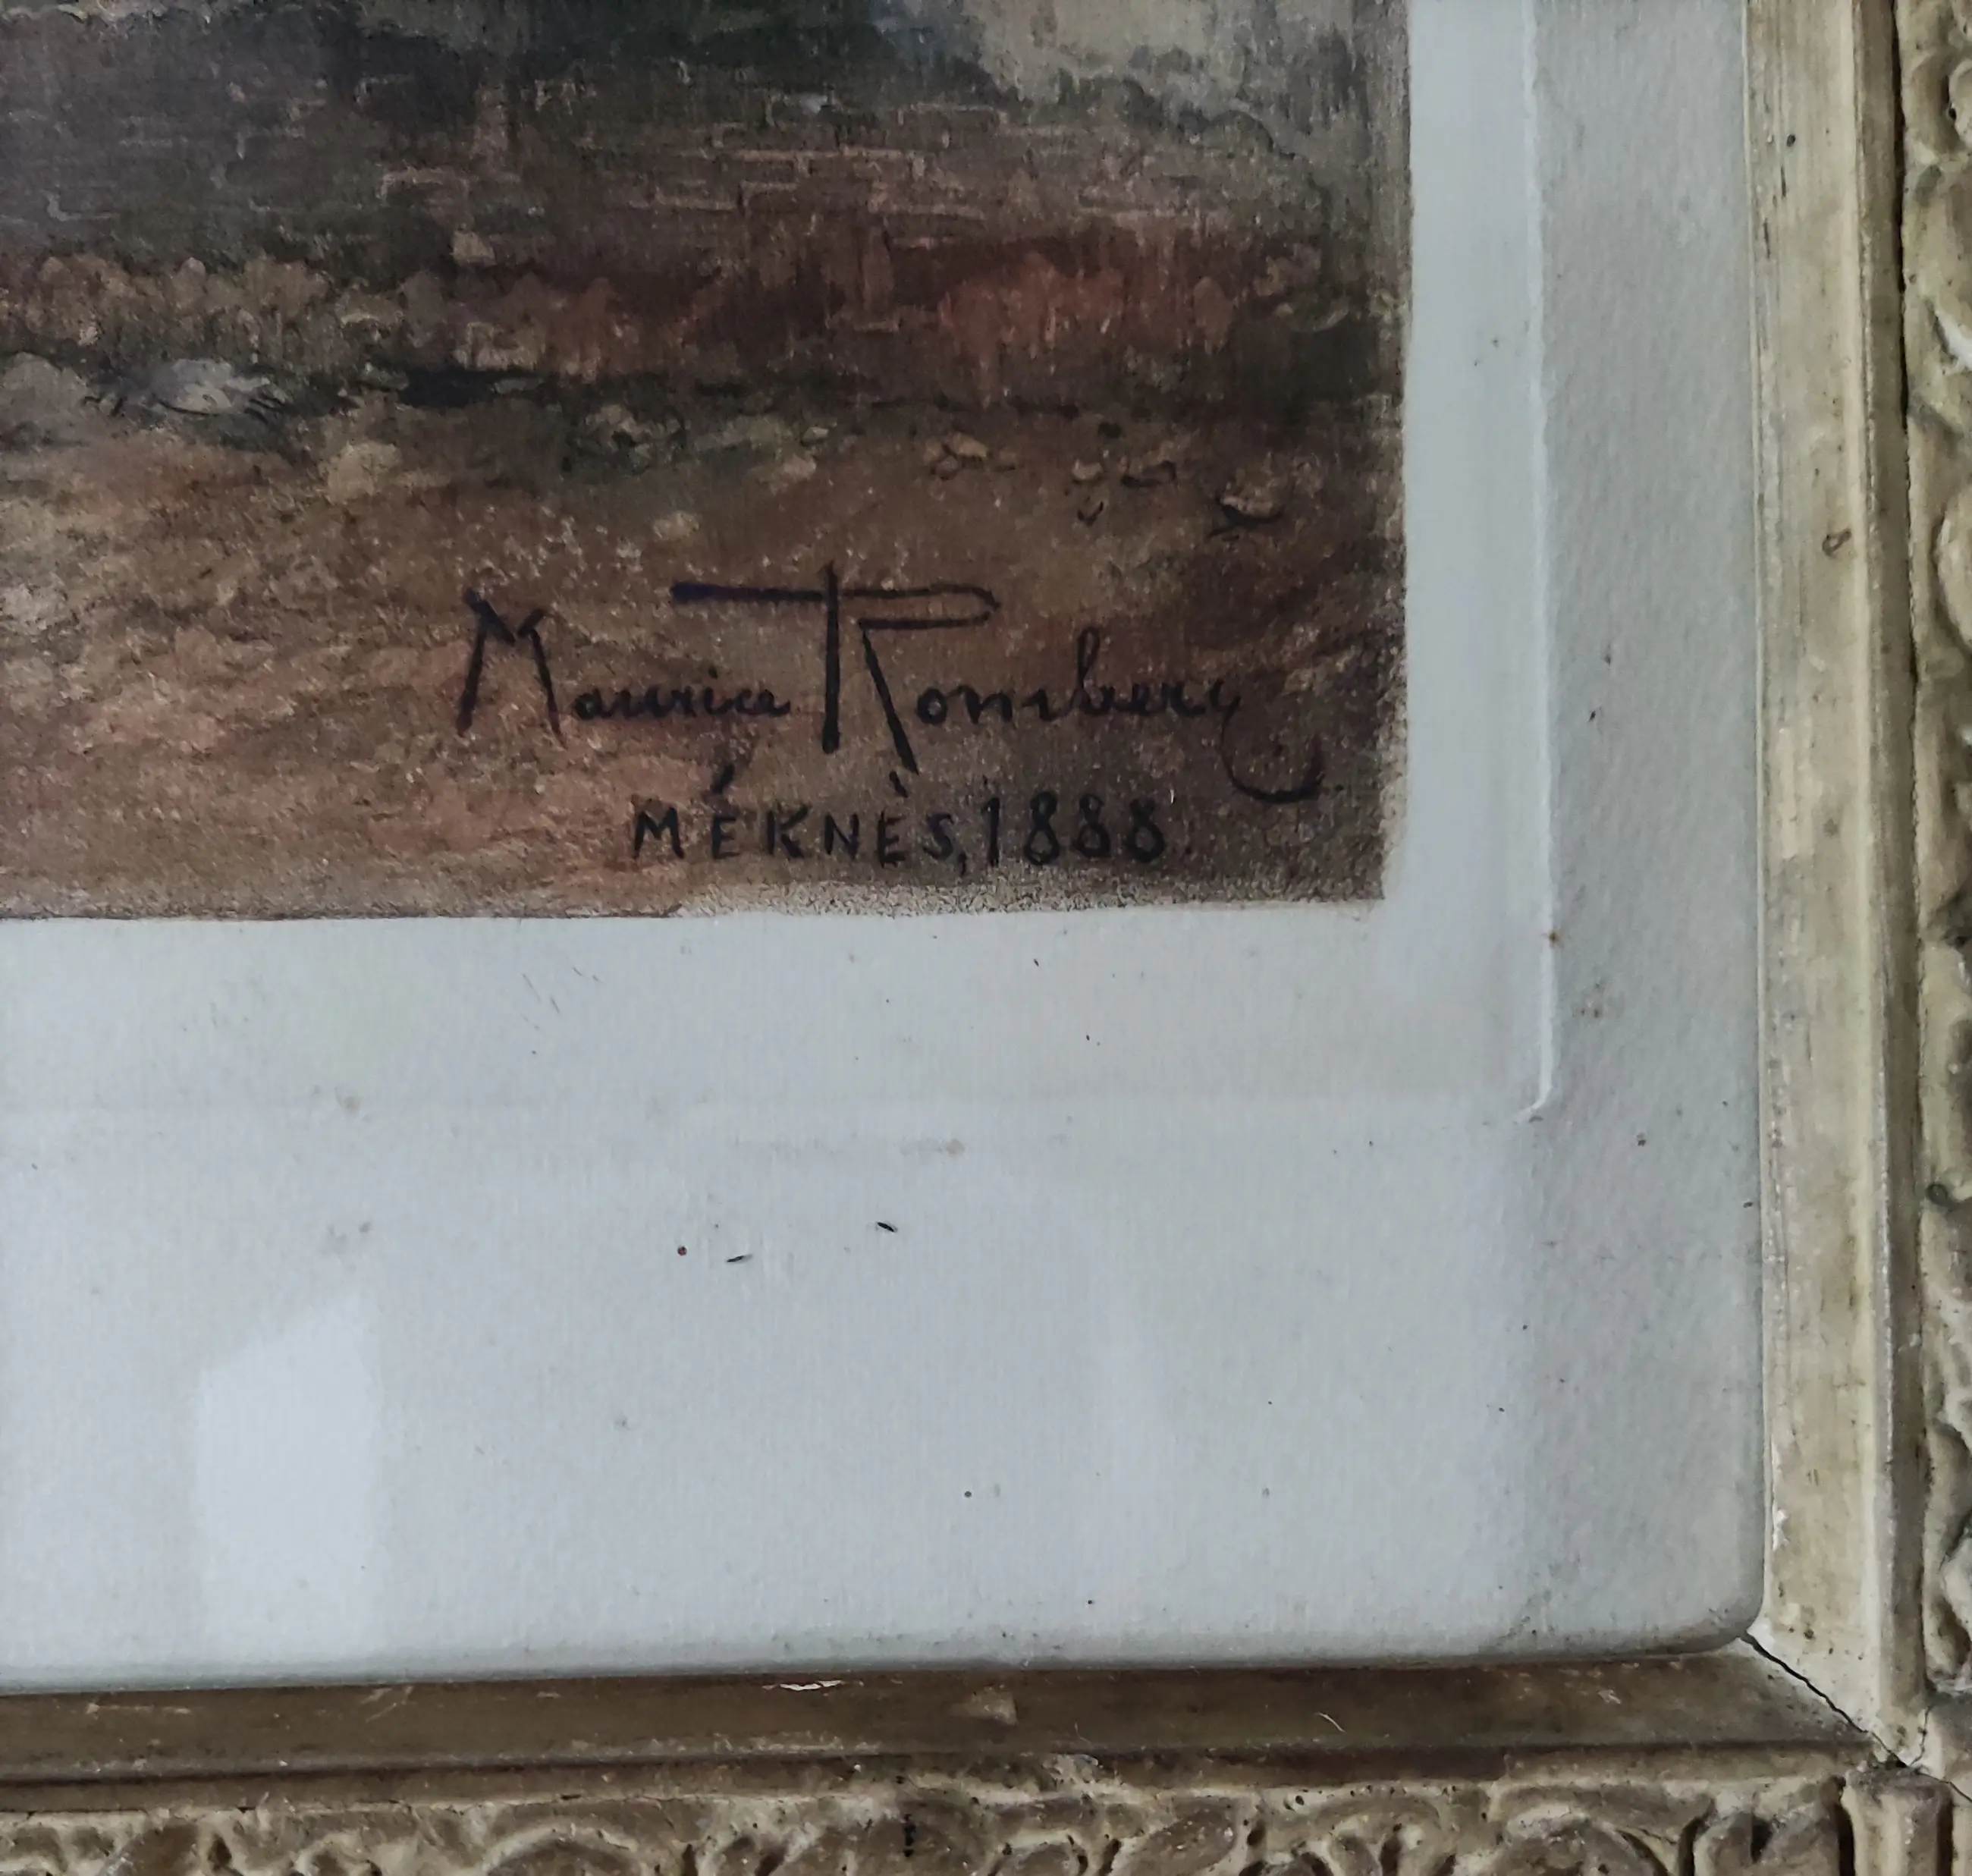 Maurice Romberg
MÉKNÈS, 1888.